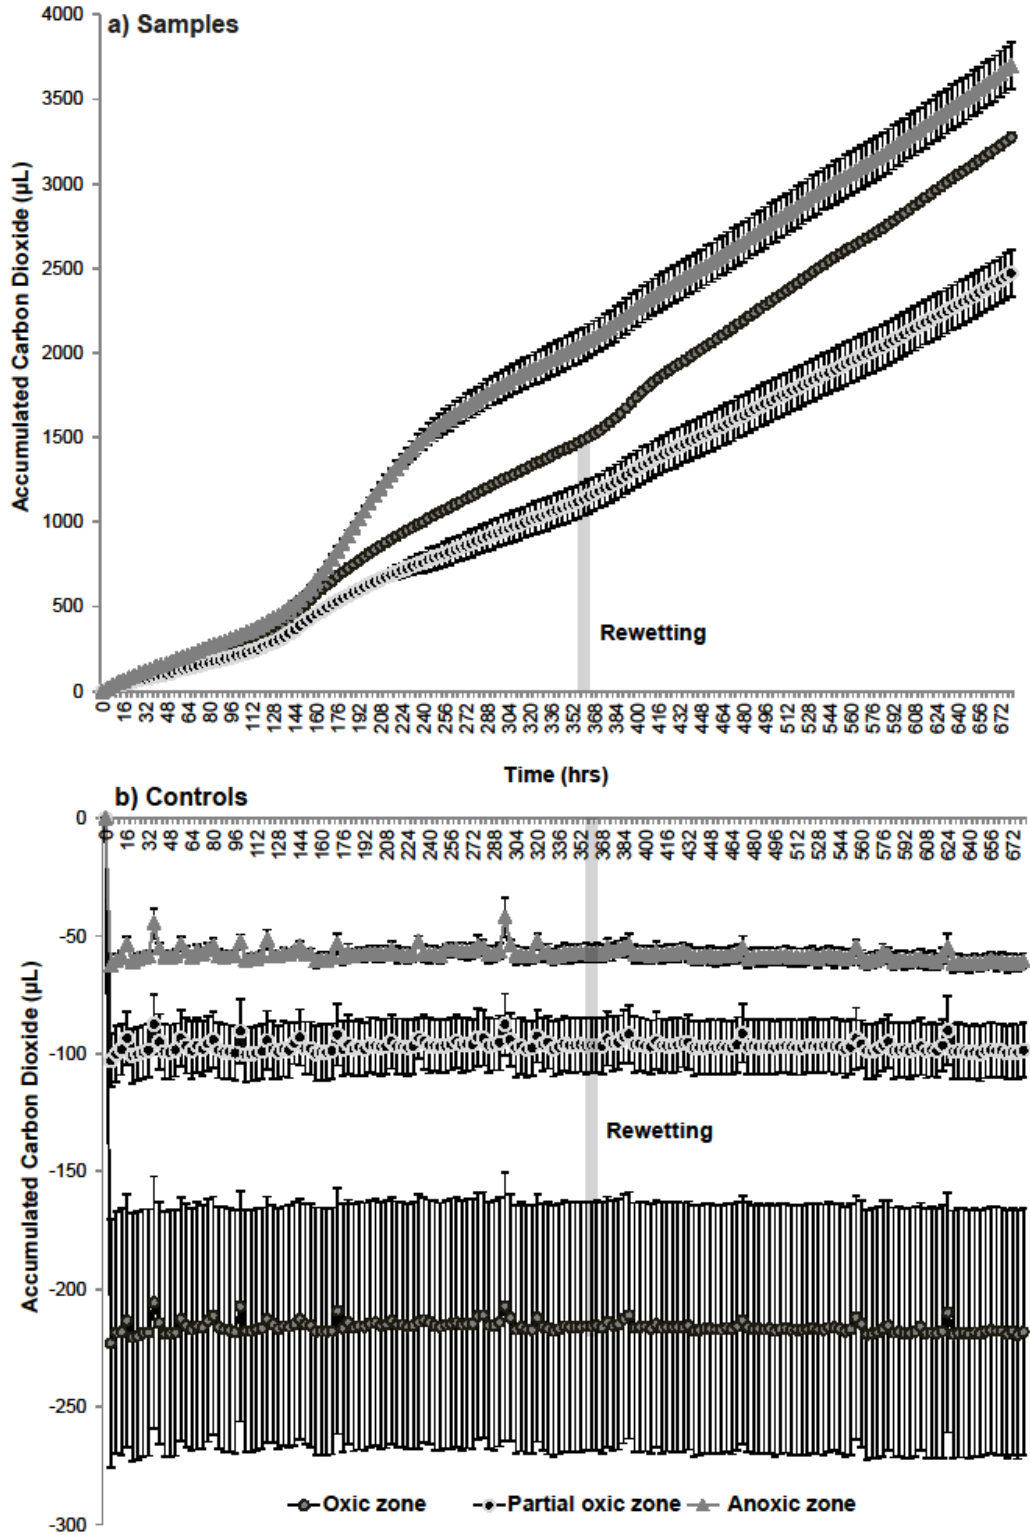 a) Samples
4000
3500
3000
2500
2000
1500
1000
500
0
Accumulated Carbon Dioxide (µL)
Rewetting
0 16 32 48 64 80 96 112 128 144 160 176 192 208 224 240 256 272 288 304 320 336 352 368 384 400 416 432 448 464 480 496 512 528 544 560 576 592 608 624 640 656 672
Time (hrs)
b) Controls
0
-50
-100
-150
-200
-250
-300
Accumulated Carbon Dioxide (µL)
0 16 32 48 64 80 96 112 128 144 160 176 192 208 224 240 256 272 288 304 320 336 352 368 384 400 416 432 448 464 480 496 512 528 544 560 576 592 608 624 640 656 672
Rewetting
Oxic zone Partial oxic zone Anoxic zone